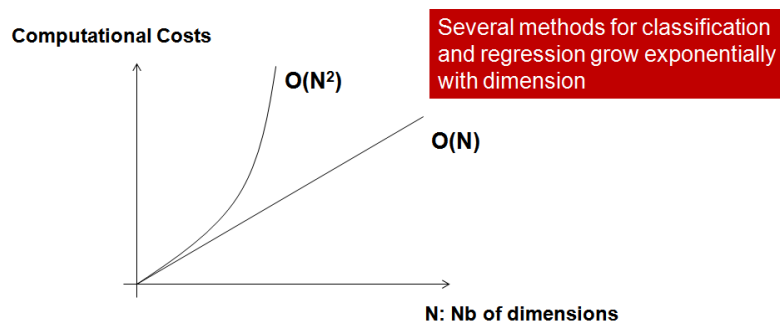 Computational Costs
Several methods for classification
and regression grow exponentially
with dimension
O(N²)
O(N)
N: Nb of dimensions